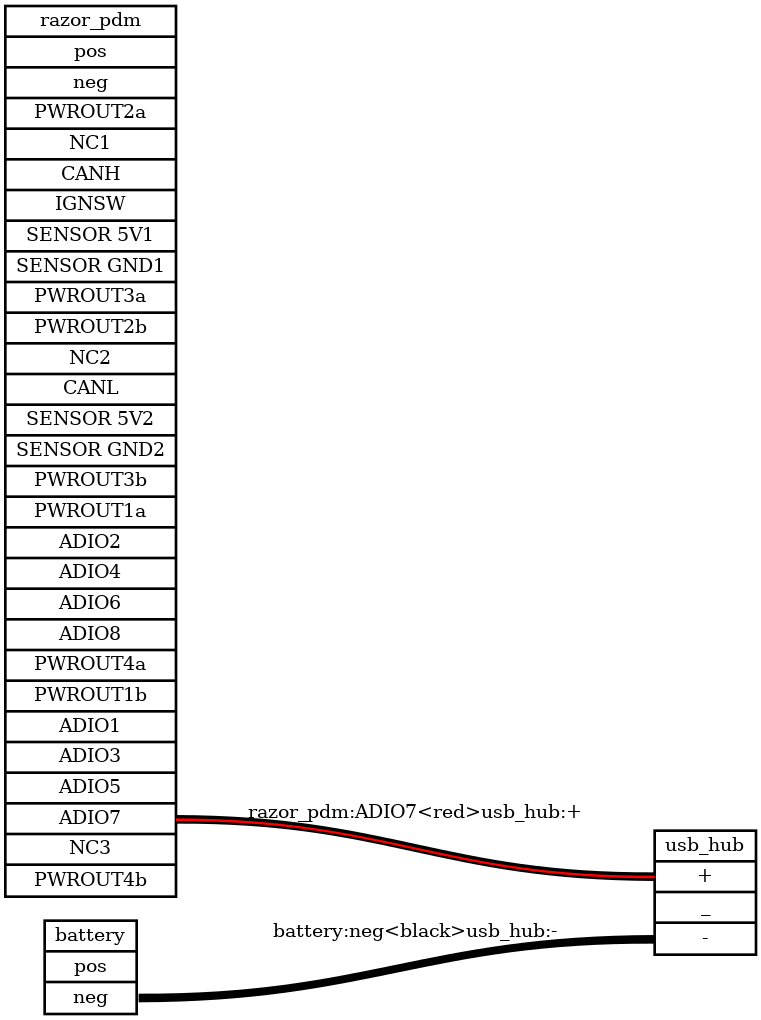 razor_pdm
pos
neg
PWROUT2a
NC1
CANH
IGNSW
SENSOR 5V1
SENSOR GND1
PWROUT3a
PWROUT2b
NC2
CANL
SENSOR 5V2
SENSOR GND2
PWROUT3b
PWROUT1a
ADIO2
ADIO4
ADIO6
ADIO8
PWROUT4a
PWROUT1b
ADIO1
ADIO3
ADIO5
ADIO7
NC3
PWROUT4b
razor_pdm:ADIO7<red>usb_hub:+
usb_hub
+
_
-
battery:neg<black>usb_hub:-
battery
pos
neg